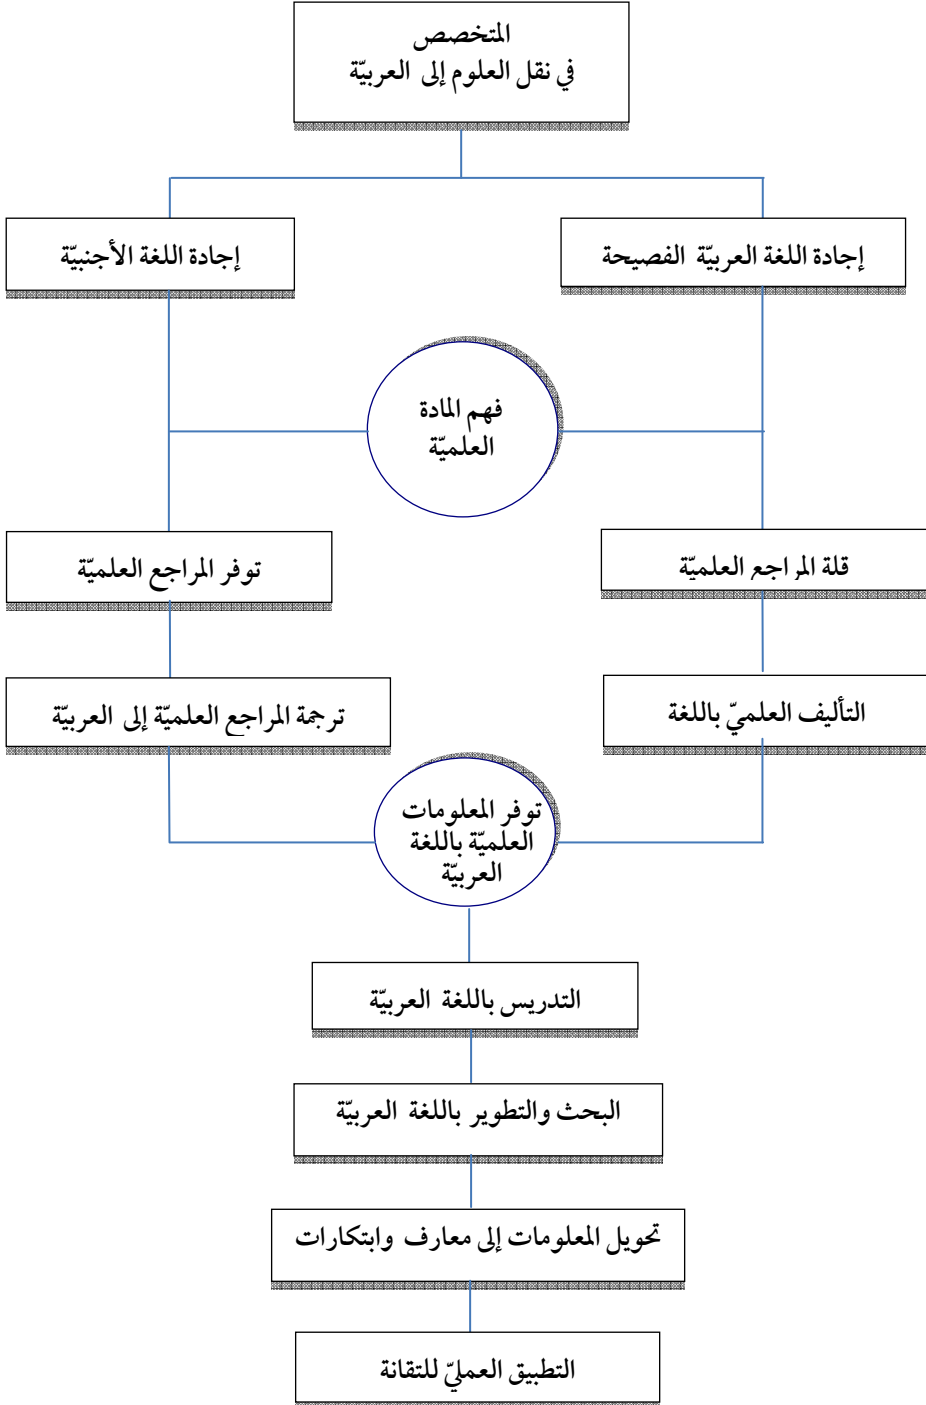 المتخصص
في نقل العلوم إلى العربيّة
إجادة اللغة العربيّة الفصيحة
إجادة اللغة الأجنبيّة
فهم المادة
العلميّة
قلة المراجع العلميّة
توفر المراجع العلميّة
التأليف العلميّ باللغة
ترجمة المراجع العلميّة إلى العربيّة
توفر المعلومات
العلميّة باللغة
العربيّة
التدريس باللغة العربيّة
البحث والتطوير باللغة العربيّة
تحويل المعلومات إلى معارف وابتكارات
التطبيق العمليّ للتقانة